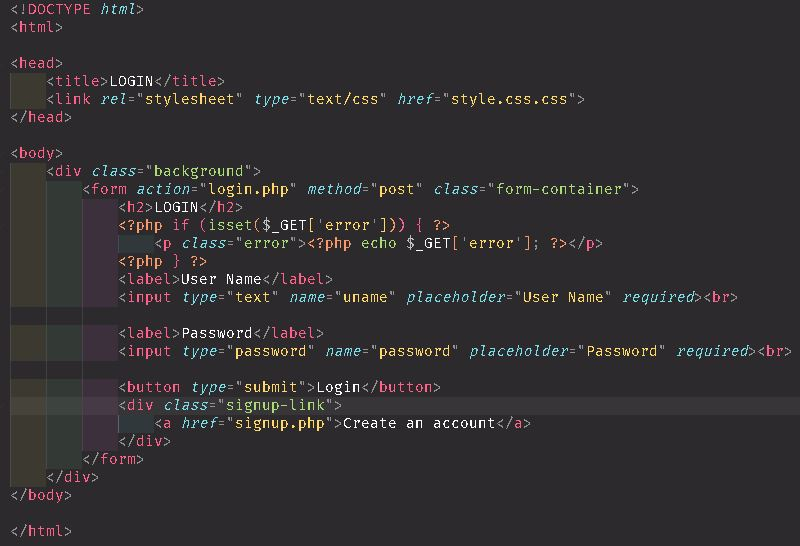 <!DOCTYPE html>
<html>
<head>
<title>LOGIN</title>
<link rel="stylesheet" type="text/css" href="style.css.css">
</head>
<body>
<div class="background">
<form action="login.php" method="post" class="form-container">
<h2>LOGIN</h2>
<?php if (isset($_GET['error'])) { ?>
<p class="error"><?php echo $_GET['error']; ?></p>
<?php } ?>
<label>User Name</label>
<input type="text" name="uname" placeholder="User Name" required><br>
<label>Password</label>
<input type="password" name="password" placeholder="Password" required><br>
<button type="submit">Login</button>
<div class="signup-link">
<a href="signup.php">Create an account</a>
</div>
</form>
</div>
</body>
</html>